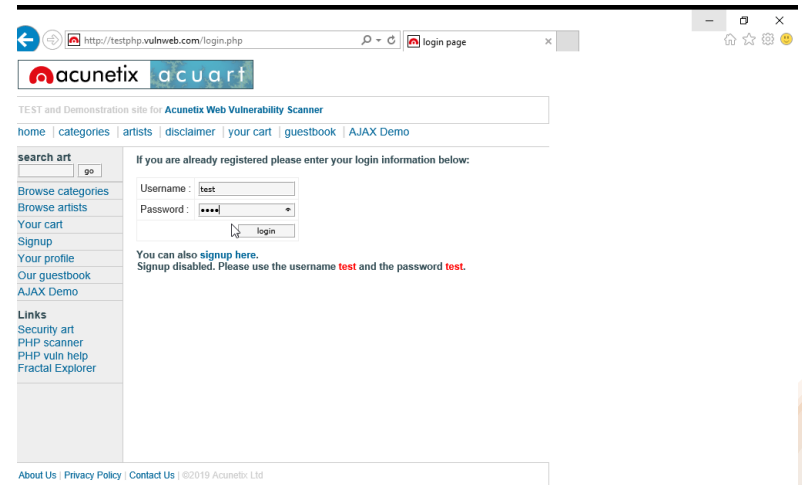 http://testphp.vulnweb.com/login.php
login page
acunetix acuart
TEST and Demonstration site for Acunetix Web Vulnerability Scanner
home | categories | artists | disclaimer | your cart | guestbook | AJAX Demo
search art
go
Browse categories
Browse artists
Your cart
Signup
Your profile
Our guestbook
AJAX Demo
Links
Security art
PHP scanner
PHP vuln help
Fractal Explorer
If you are already registered please enter your login information below:
Username : test
Password : ••••
login
You can also signup here.
Signup disabled. Please use the username test and the password test.
About Us | Privacy Policy | Contact Us | ©2019 Acunetix Ltd